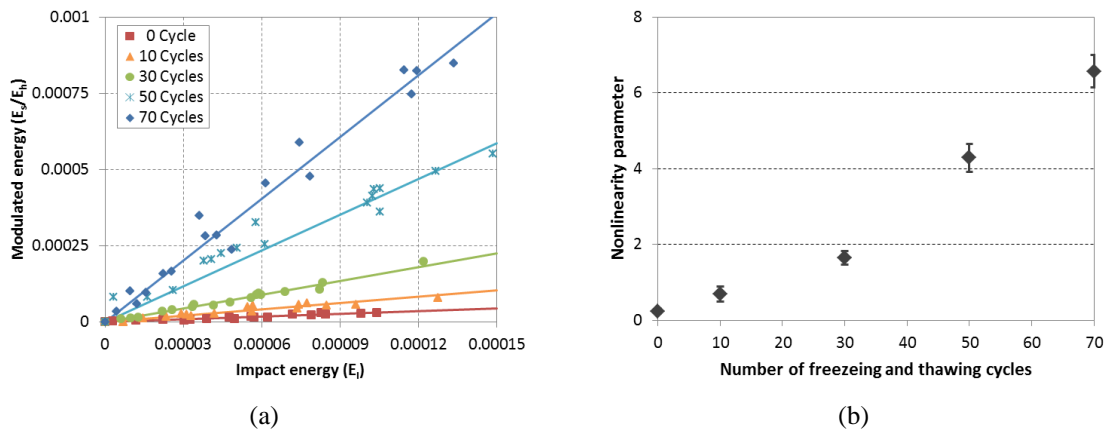 0.001
0.00075
0.0005
0.00025
0
Modulated energy (Es/Eh)
0 Cycle
10 Cycles
30 Cycles
50 Cycles
70 Cycles
0 0.00003 0.00006 0.00009 0.00012 0.00015
Impact energy (Ei)
(a)
8
6
4
2
0
Nonlinearity parameter
0 10 20 30 40 50 60 70
Number of freezeing and thawing cycles
(b)